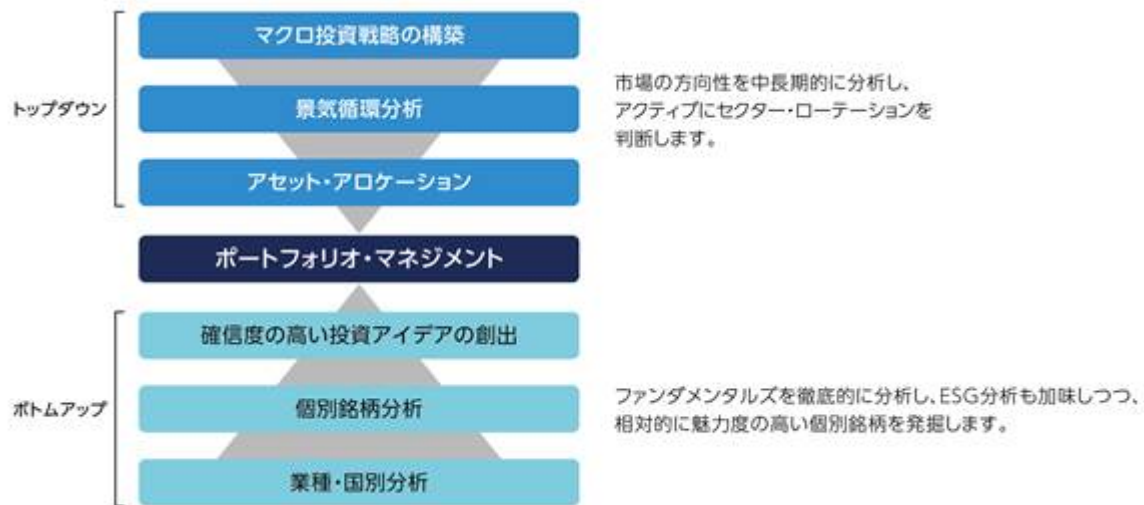 マクロ投資戦略の構築
トップダウン
景気循環分析
市場の方向性を中長期的に分析し、
アクティブにセクター・ローテーションを
判断します。
アセット・アロケーション
ポートフォリオ・マネジメント
確信度の高い投資アイデアの創出
ボトムアップ
個別銘柄分析
ファンダメンタルズを徹底的に分析し、ESG分析も加味しつつ、
相対的に魅力度の高い個別銘柄を発掘します。
業種・国別分析